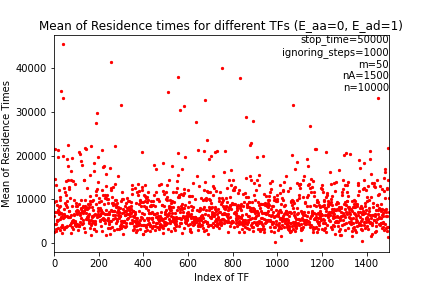 Mean of Residence times for different TFs (E_aa=0, E_ad=1)
stop_time=50000
ignoring_steps=1000
m=50
nA=1500
n=10000
Mean of Residence Times
40000
30000
20000
10000
0
0 200 400 600 800 1000 1200 1400
Index of TF